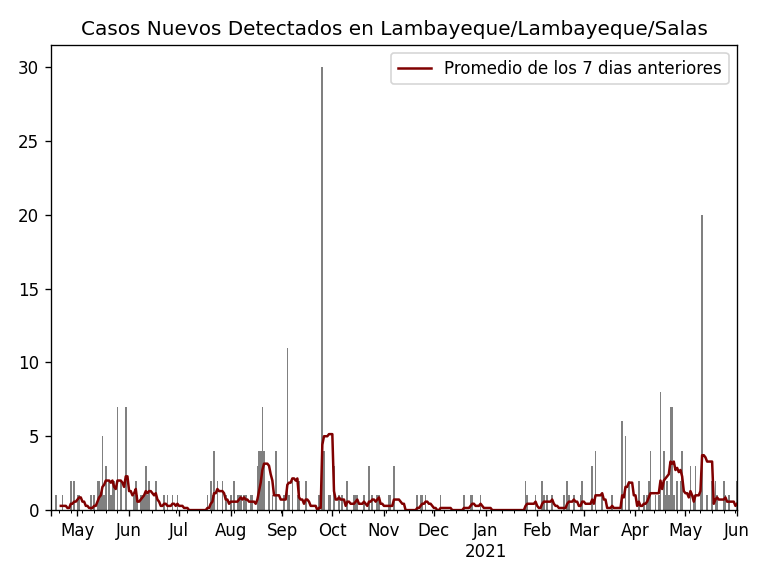 Casos Nuevos Detectados en Lambayeque/Lambayeque/Salas
Promedio de los 7 dias anteriores
30
25
20
15
10
5
0
May Jun Jul Aug Sep Oct Nov Dec Jan Feb Mar Apr May Jun
2021